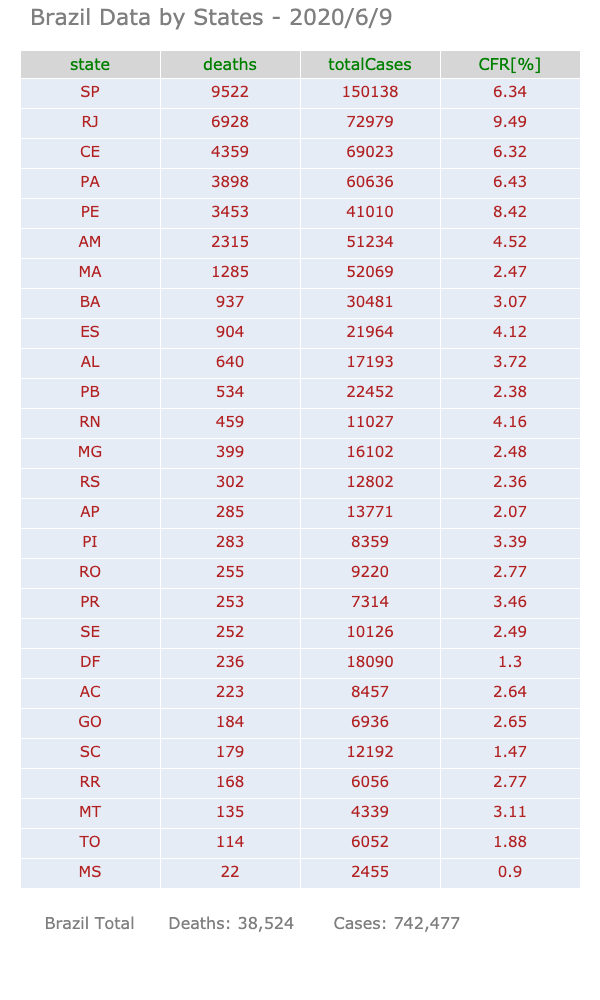 Brazil Data by States - 2020/6/9
state deaths totalCases CFR[%]
SP 9522 150138 6.34
RJ 6928 72979 9.49
CE 4359 69023 6.32
PA 3898 60636 6.43
PE 3453 41010 8.42
AM 2315 51234 4.52
MA 1285 52069 2.47
BA 937 30481 3.07
ES 904 21964 4.12
AL 640 17193 3.72
PB 534 22452 2.38
RN 459 11027 4.16
MG 399 16102 2.48
RS 302 12802 2.36
AP 285 13771 2.07
PI 283 8359 3.39
RO 255 9220 2.77
PR 253 7314 3.46
SE 252 10126 2.49
DF 236 18090 1.3
AC 223 8457 2.64
GO 184 6936 2.65
SC 179 12192 1.47
RR 168 6056 2.77
MT 135 4339 3.11
TO 114 6052 1.88
MS 22 2455 0.9
Brazil Total Deaths: 38,524 Cases: 742,477